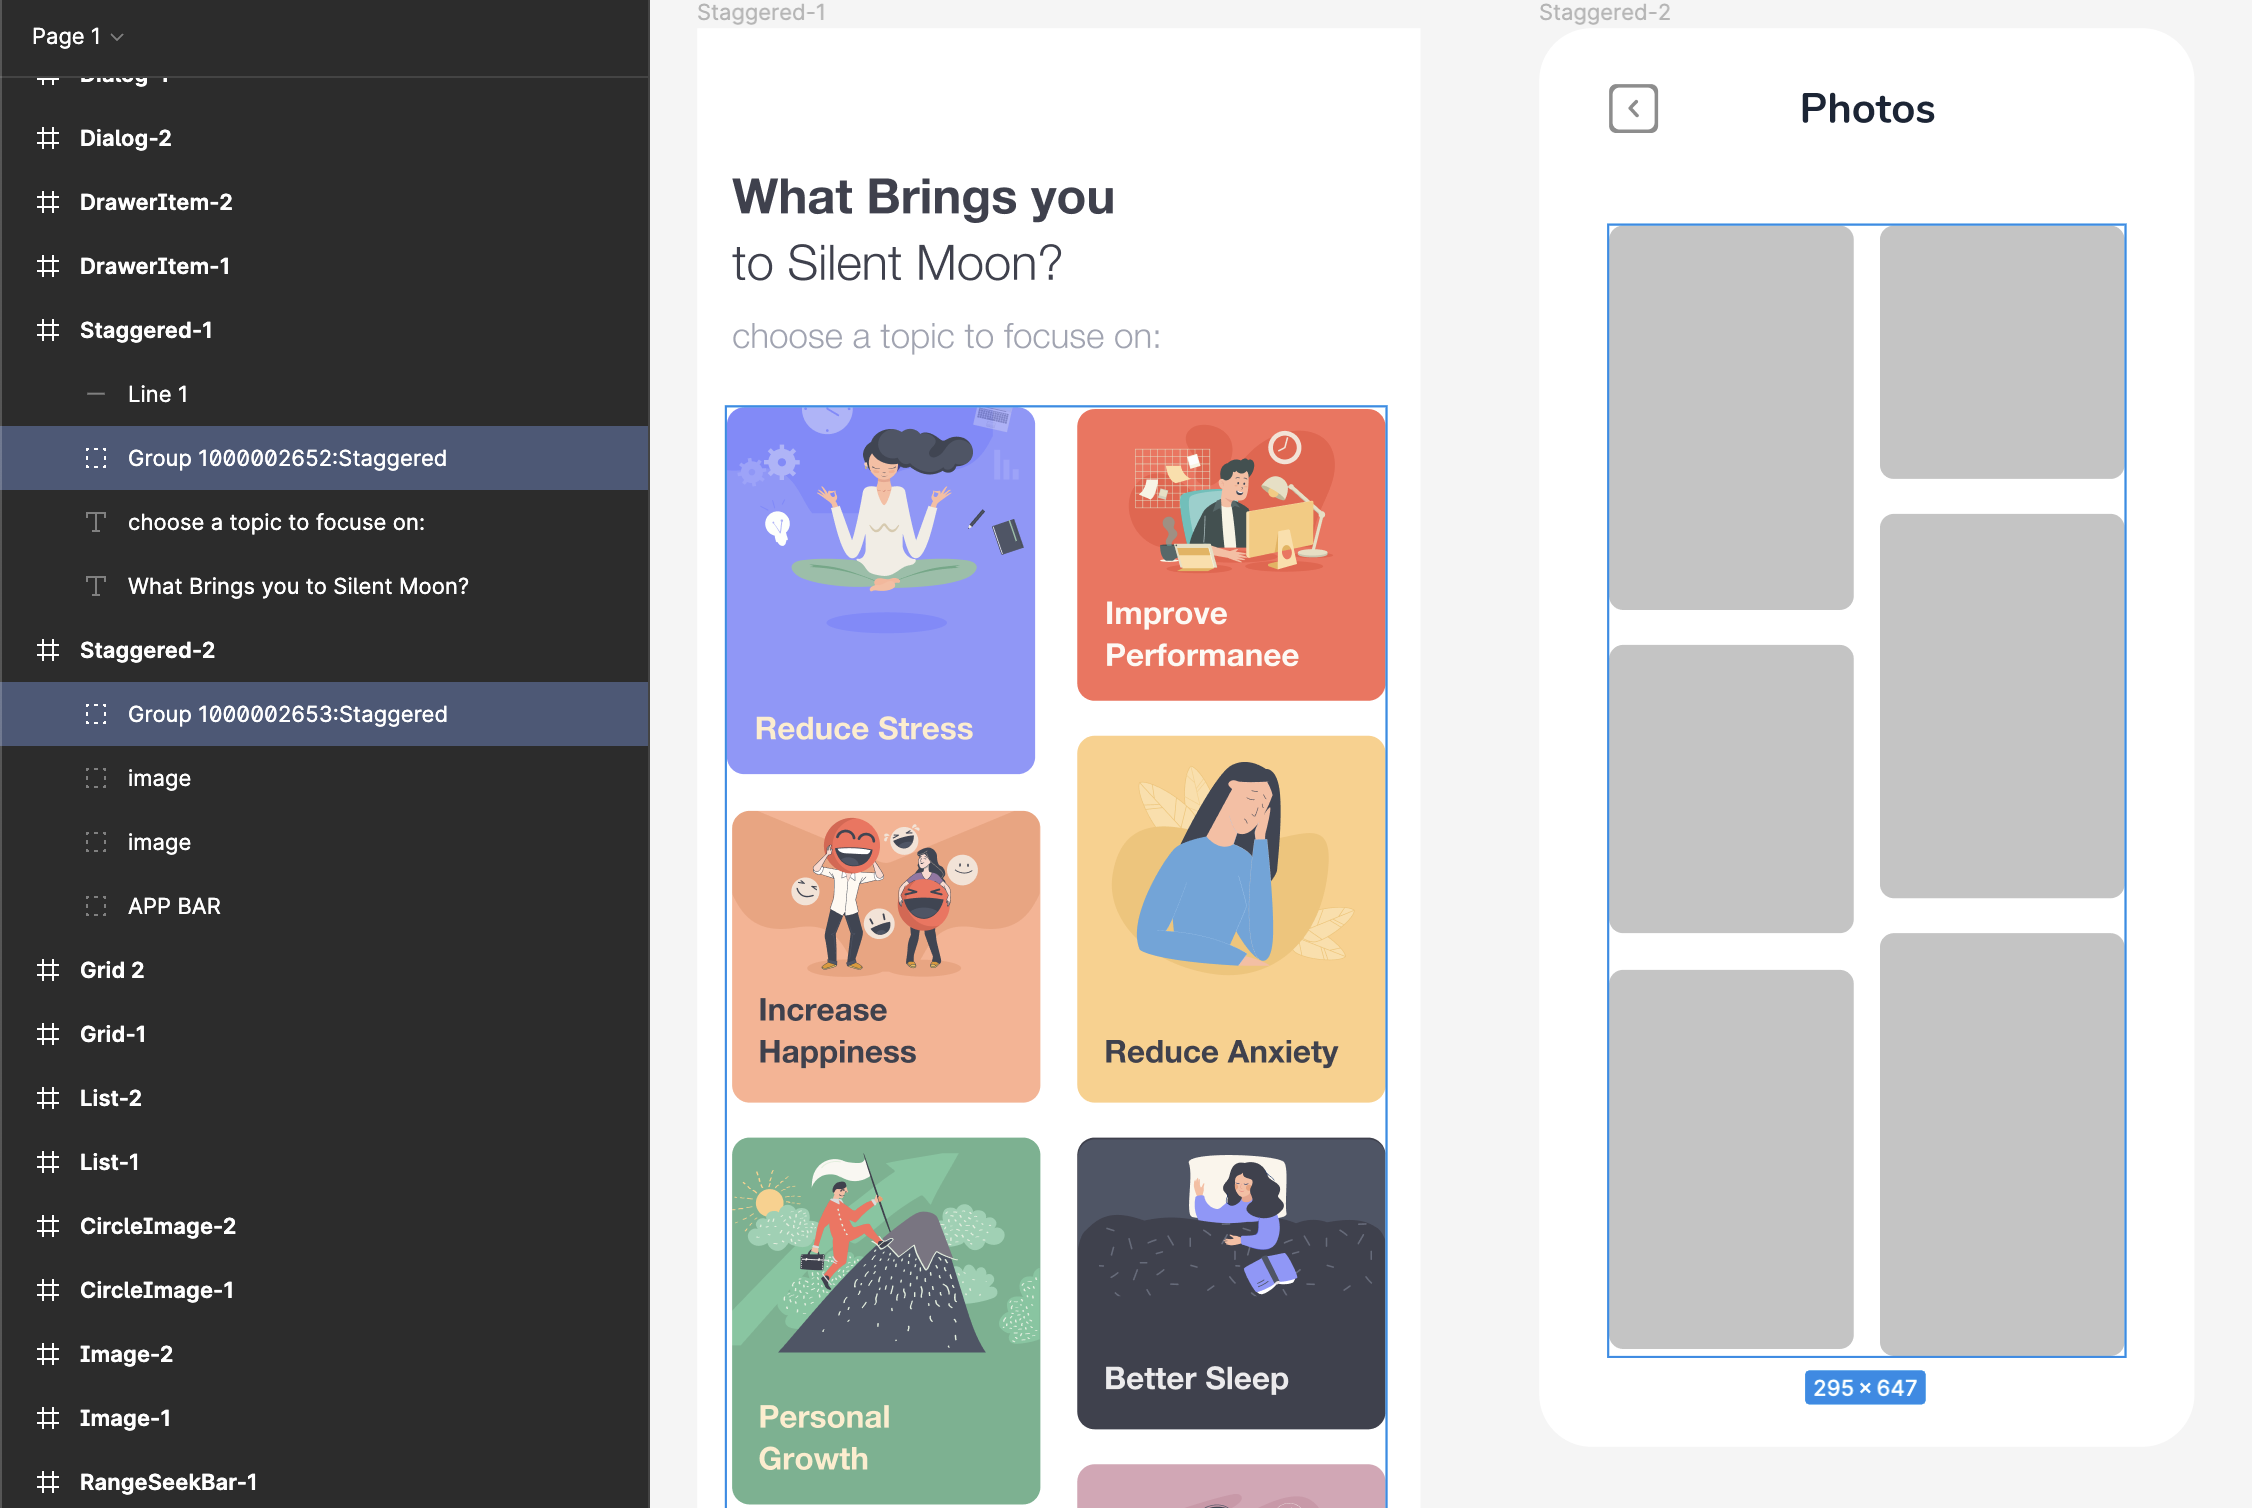 Page 1
Dialog-1
Dialog-2
DrawerItem-2
DrawerItem-1
Staggered-1
Line 1
Group 1000002652:Staggered
choose a topic to focuse on:
What Brings you to Silent Moon?
Staggered-2
Group 1000002653:Staggered
image
image
APP BAR
Grid 2
Grid-1
List-2
List-1
CircleImage-2
CircleImage-1
Image-2
Image-1
RangeSeekBar-1
Staggered-1
What Brings you
to Silent Moon?
choose a topic to focuse on:
Reduce Stress
Improve
Performanee
Increase
Happiness
Reduce Anxiety
Personal
Growth
Better Sleep
Staggered-2
Photos
295 × 647